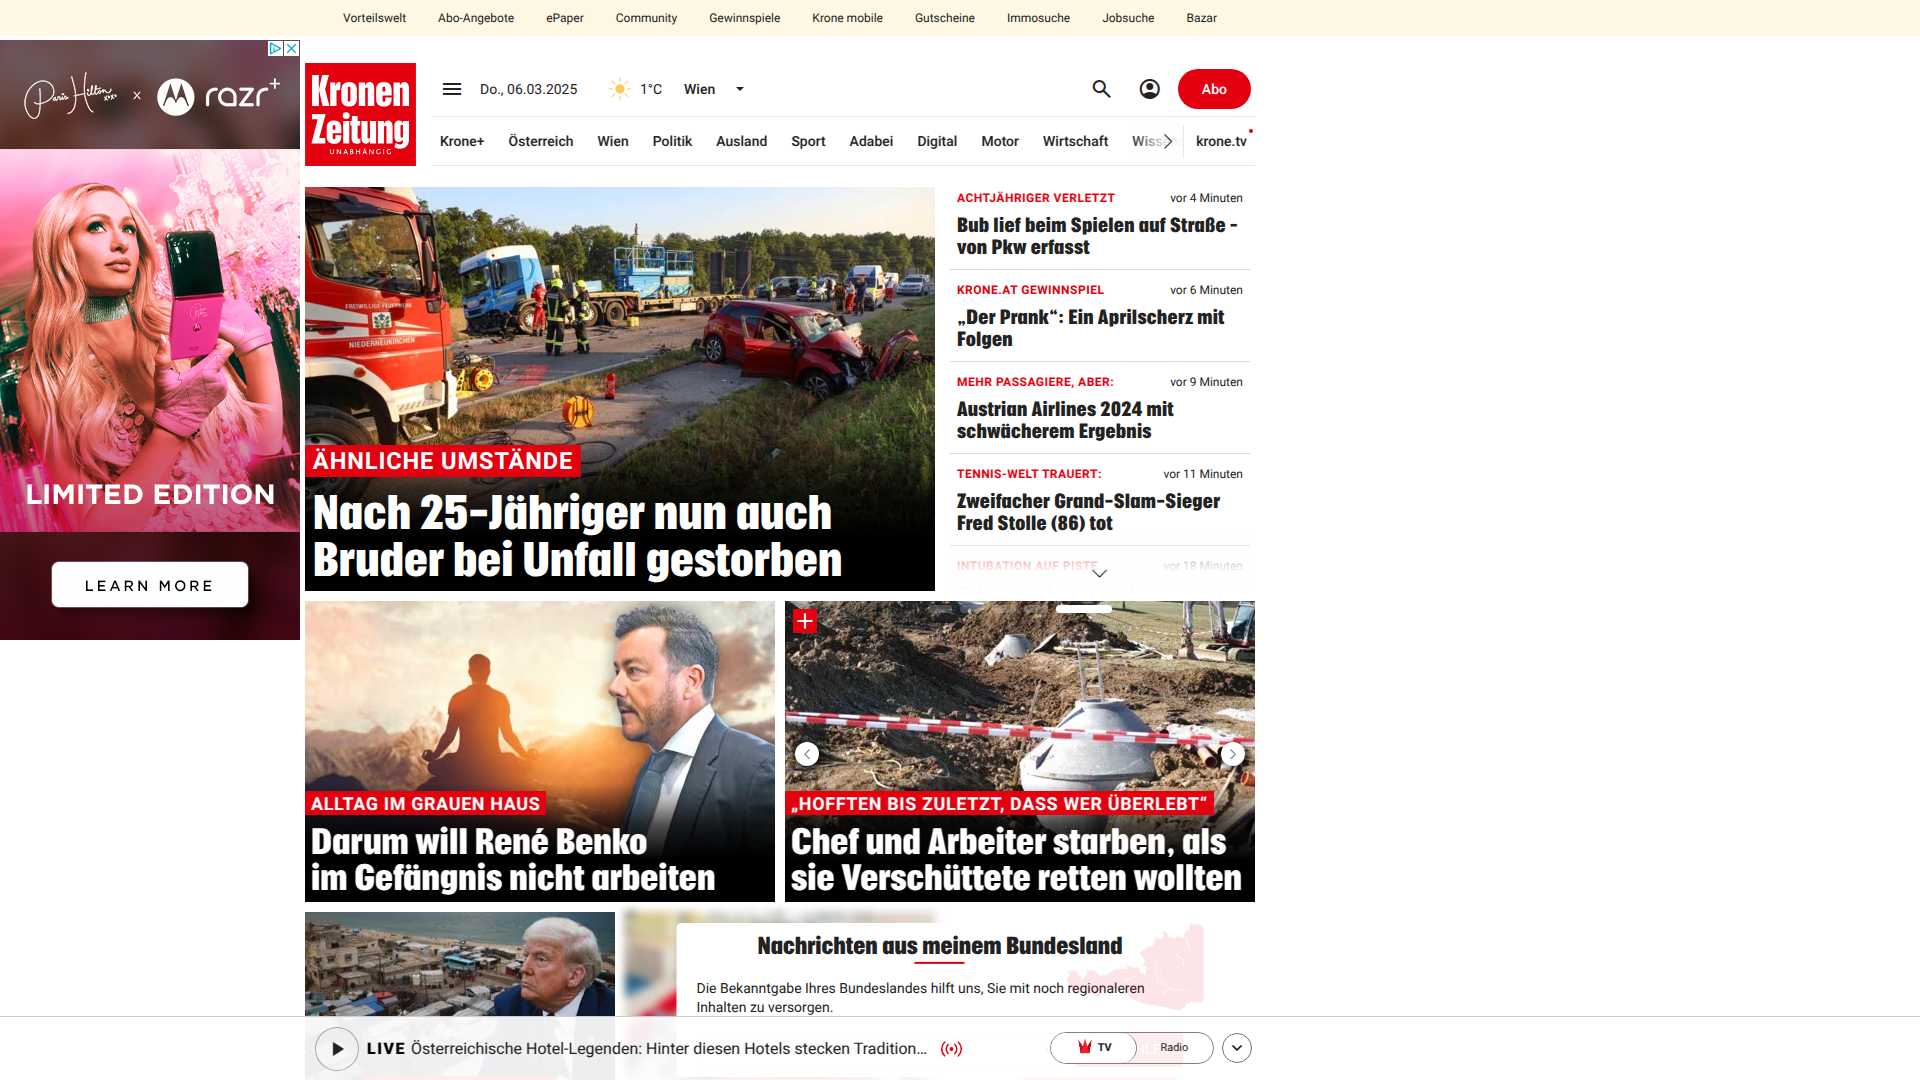 Vorteilswelt Abo-Angebote ePaper Community Gewinnspiele Krone mobile Gutscheine Immosuche Jobsuche Bazar
Paris Hilton x razr+
LIMITED EDITION
LEARN MORE
Kronen
Zeitung
UNABHÄNGIG
Do., 06.03.2025 1°C Wien
Abo
Krone+ Österreich Wien Politik Ausland Sport Adabei Digital Motor Wirtschaft krone.tv
FREIWILLIGE FEUERWEHR
NIEDERNEUKIRCHEN
ÄHNLICHE UMSTÄNDE
Nach 25-Jähriger nun auch
Bruder bei Unfall gestorben
ACHTJÄHRIGER VERLETZT vor 4 Minuten
Bub lief beim Spielen auf Straße -
von Pkw erfasst
KRONE.AT GEWINNSPIEL vor 6 Minuten
„Der Prank“: Ein Aprilscherz mit
Folgen
MEHR PASSAGIERE, ABER: vor 9 Minuten
Austrian Airlines 2024 mit
schwächerem Ergebnis
TENNIS-WELT TRAUERT: vor 11 Minuten
Zweifacher Grand-Slam-Sieger
Fred Stolle (86) tot
INTUBATION AUF PISTE vor 18 Minuten
ALLTAG IM GRAUEN HAUS
Darum will René Benko
im Gefängnis nicht arbeiten
„HOFFTEN BIS ZULETZT, DASS WER ÜBERLEBT“
Chef und Arbeiter starben, als
sie Verschüttete retten wollten
Nachrichten aus meinem Bundesland
Die Bekanntgabe Ihres Bundeslandes hilft uns, Sie mit noch regionaleren
Inhalten zu versorgen.
LIVE Österreichische Hotel-Legenden: Hinter diesen Hotels stecken Tradition...
TV Radio